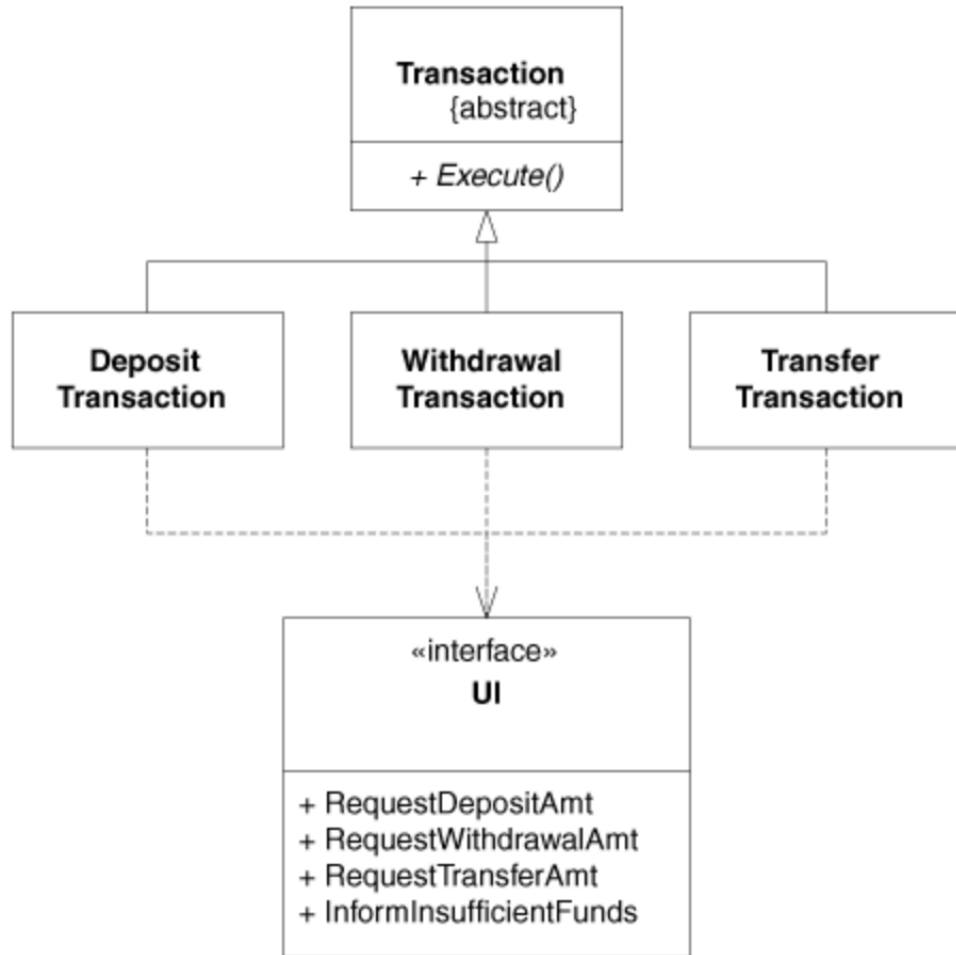 Transaction
{abstract}
+ Execute()
Deposit
Transaction
Withdrawal
Transaction
Transfer
Transaction
«interface»
UI
+ RequestDepositAmt
+ RequestWithdrawalAmt
+ RequestTransferAmt
+ InformInsufficientFunds